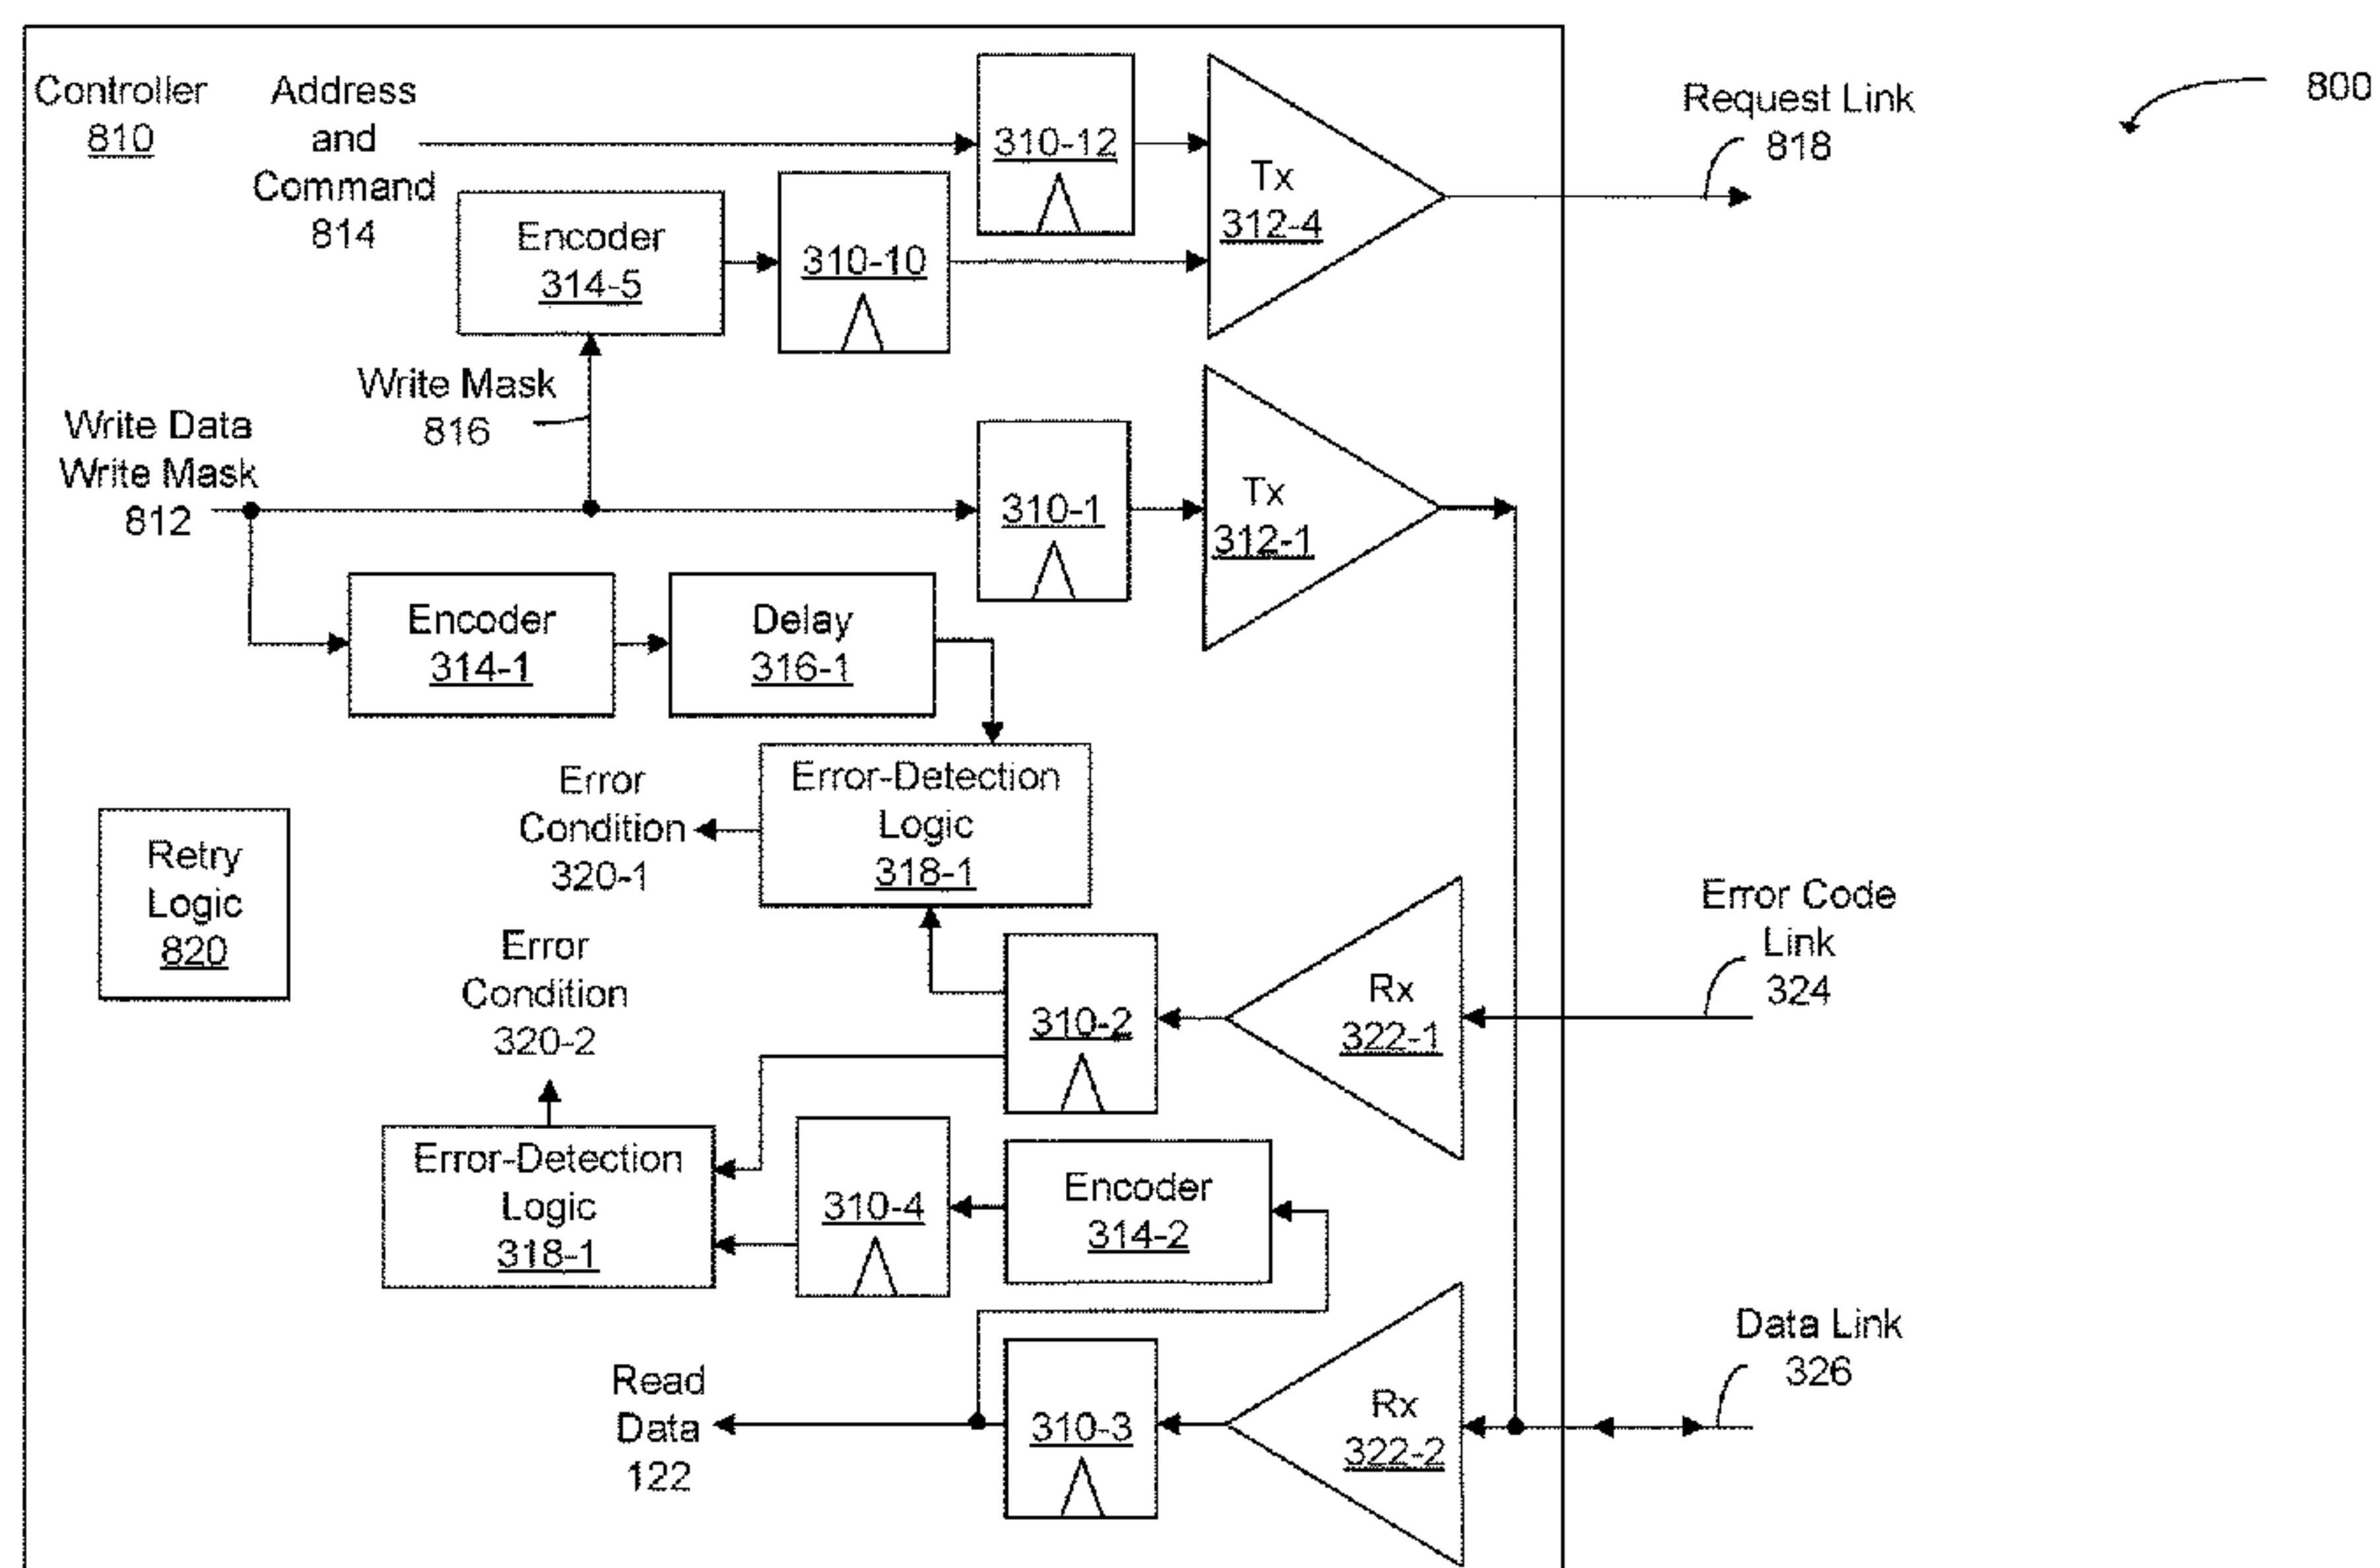 Controller
810
Address
and
Command
814
310-12
Tx
312-4
Request Link
818
800
Encoder
314-5
310-10
Write Mask
816
Write Data
Write Mask
812
310-1
Tx
312-1
Encoder
314-1
Delay
316-1
Error
Condition
320-1
Error-Detection
Logic
318-1
Retry
Logic
820
Error
Condition
320-2
310-2
Rx
322-1
Error Code
Link
324
Error-Detection
Logic
318-1
310-4
Encoder
314-2
Read
Data
122
310-3
Rx
322-2
Data Link
326